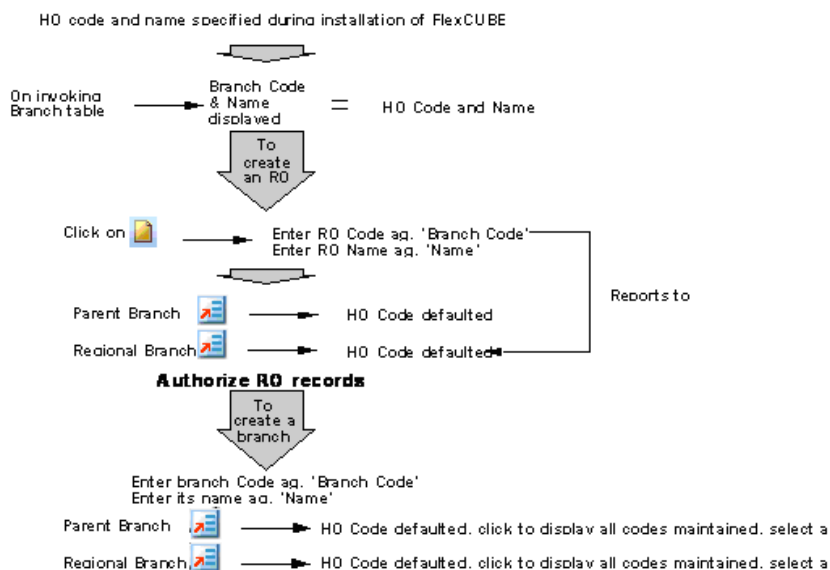 HO code and name specified during installation of FlexCUBE
On invoking
Branch table
Branch Code
& Name
displayed
=
HO Code and Name
To
create
an RO
Click on
Enter RO Code ag. 'Branch Code'
Enter RO Name ag. 'Name'
Reports to
Parent Branch
HO Code defaulted
Regional Branch
HO Code defaulted
Authorize RO records
To
create a
branch
Enter branch Code ag. 'Branch Code'
Enter its name ag. 'Name'
Parent Branch
HO Code defaulted. click to display all codes maintained. select a
Regional Branch
HO Code defaulted. click to display all codes maintained. select a